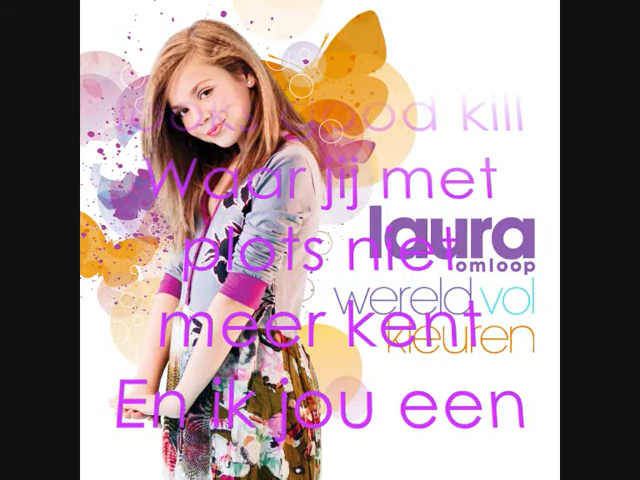 Waar jij met
plots niet
meer kent
En ik jou een
laura
omloop
wereld vol
kleuren